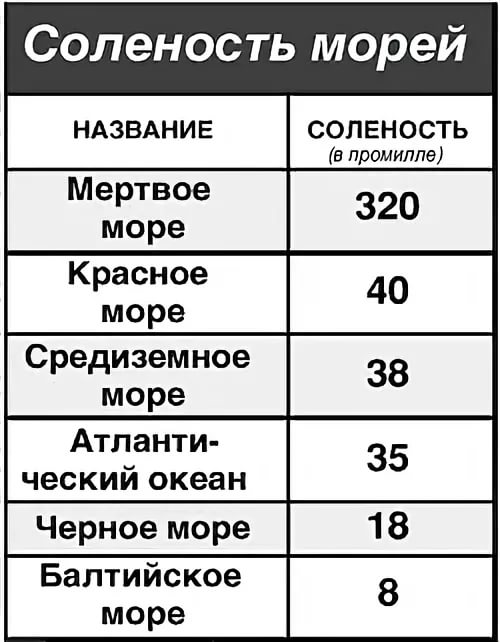 Соленость морей
НАЗВАНИЕ
СОЛЕНОСТЬ
(в промилле)
Мертвое
море
320
Красное
море
40
Средиземное
море
38
Атланти-
ческий океан
35
Черное море
18
Балтийское
море
8